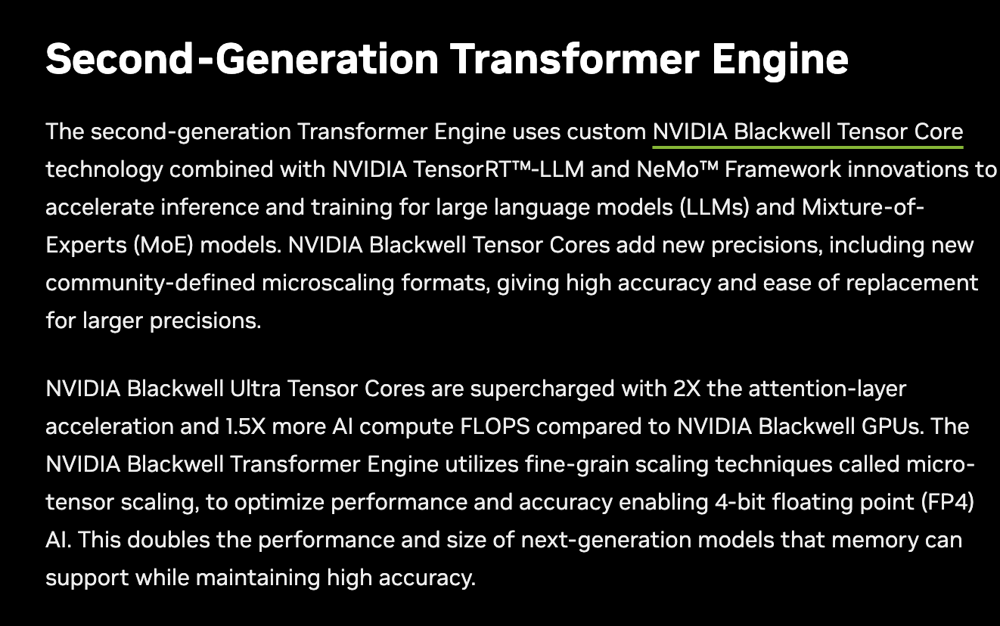 Second-Generation Transformer Engine
The second-generation Transformer Engine uses custom NVIDIA Blackwell Tensor Core
technology combined with NVIDIA TensorRT™-LLM and NeMo™ Framework innovations to
accelerate inference and training for large language models (LLMs) and Mixture-of-
Experts (MoE) models. NVIDIA Blackwell Tensor Cores add new precisions, including new
community-defined microscaling formats, giving high accuracy and ease of replacement
for larger precisions.
NVIDIA Blackwell Ultra Tensor Cores are supercharged with 2X the attention-layer
acceleration and 1.5X more AI compute FLOPS compared to NVIDIA Blackwell GPUs. The
NVIDIA Blackwell Transformer Engine utilizes fine-grain scaling techniques called micro-
tensor scaling, to optimize performance and accuracy enabling 4-bit floating point (FP4)
AI. This doubles the performance and size of next-generation models that memory can
support while maintaining high accuracy.